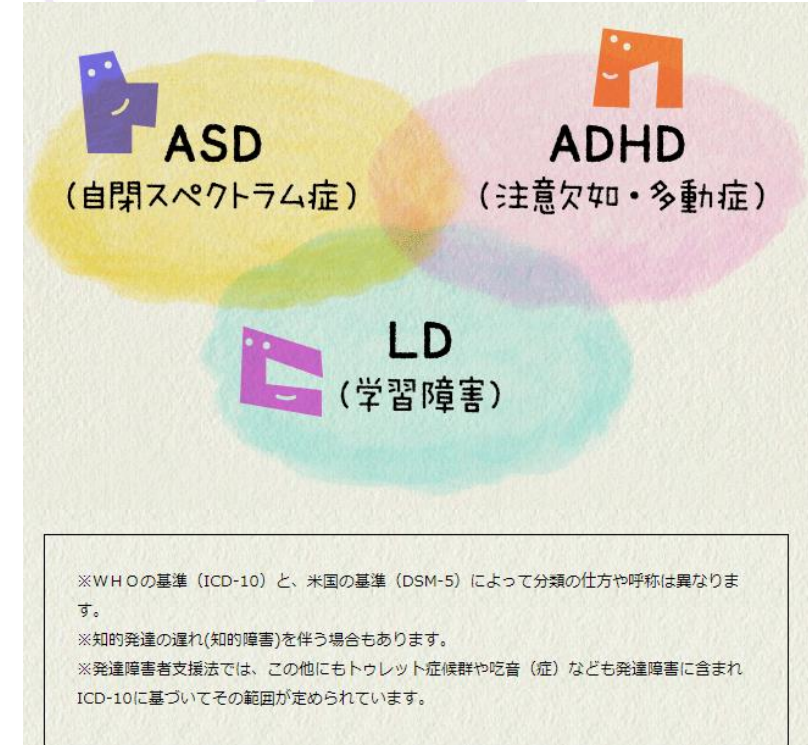 ASD
(自閉スペクトラム症)
ADHD
(注意欠如・多動症)
LD
(学習障害)
※ＷＨＯの基準（ICD-10）と、米国の基準（DSM-5）によって分類の仕方や呼称は異なりま
す。
※知的発達の遅れ(知的障害)を伴う場合もあります。
※発達障害者支援法では、この他にもトゥレット症候群や吃音（症）なども発達障害に含まれ
ICD-10に基づいてその範囲が定められています。